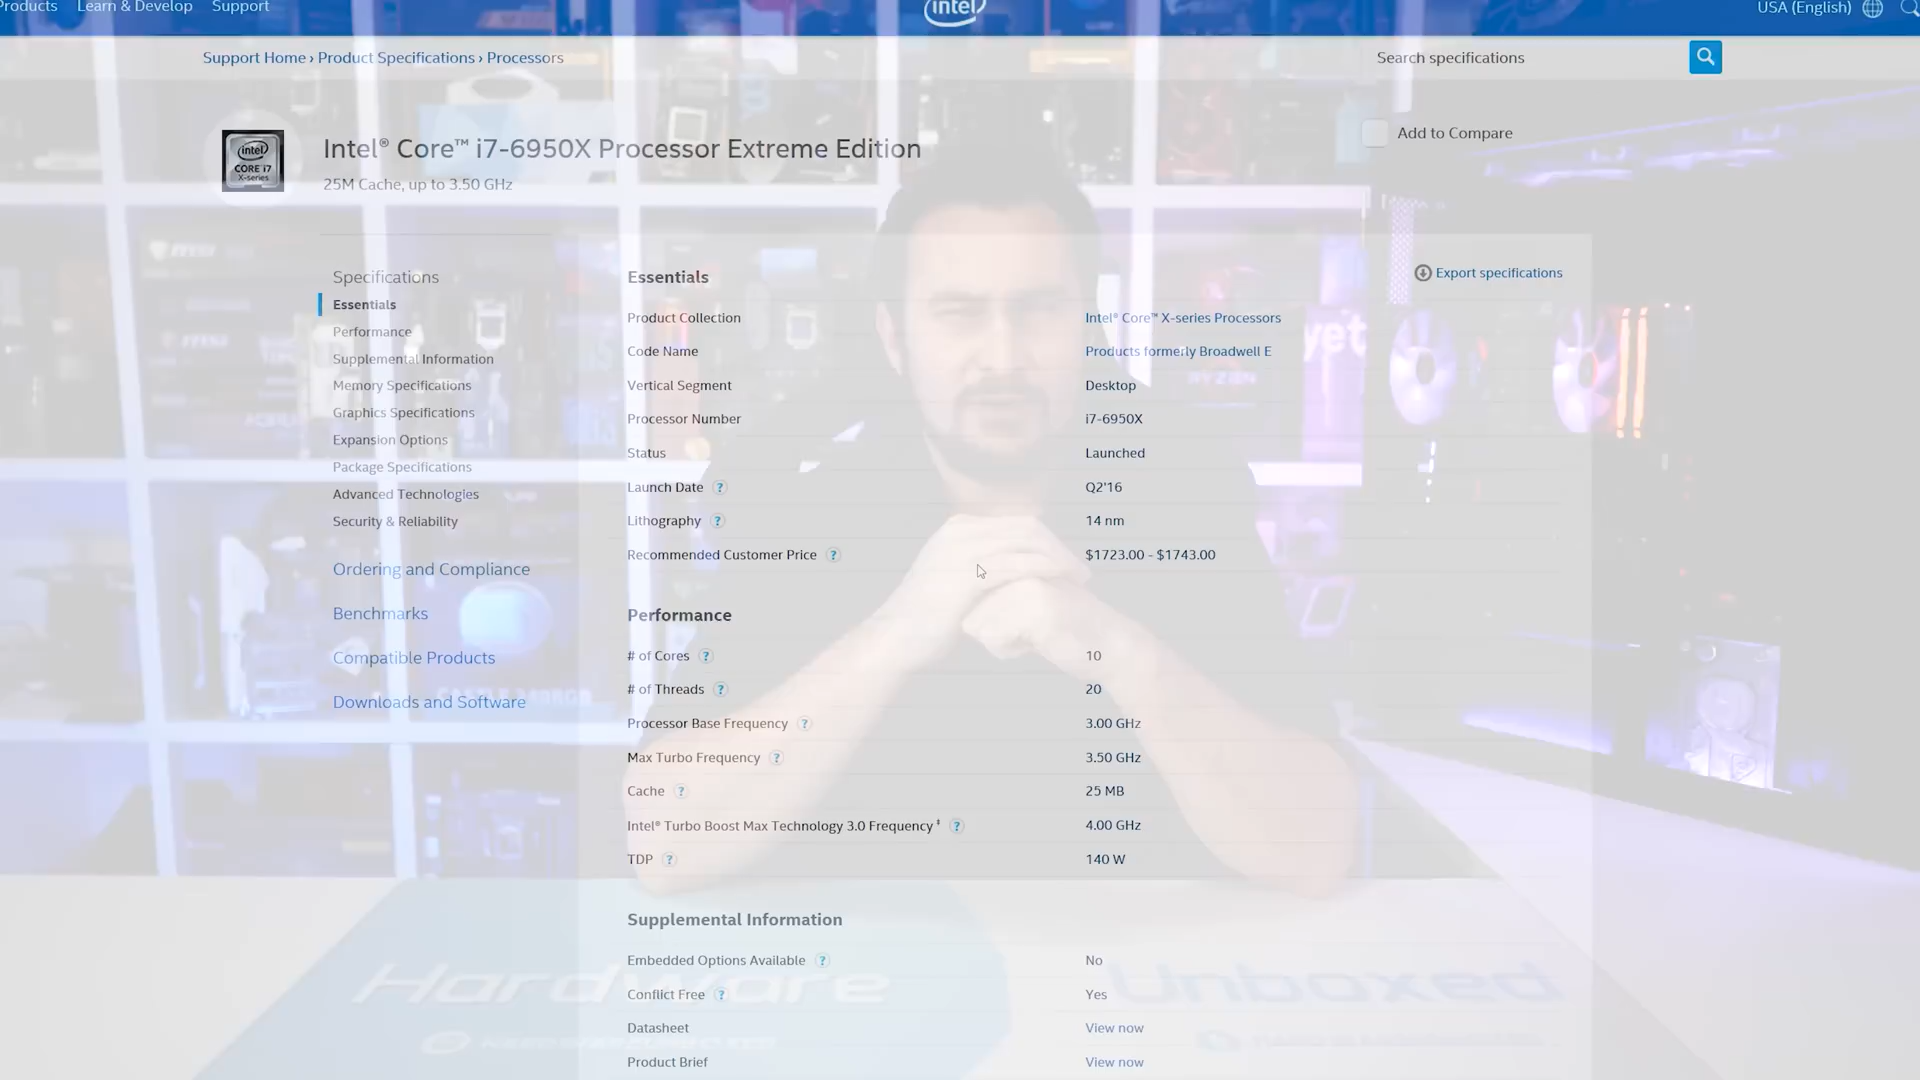 Products Learn & Develop Support
intel
USA (English)
Support Home › Product Specifications › Processors
Search specifications
intel
CORE i7
X-series
Intel® Core™ i7-6950X Processor Extreme Edition
25M Cache, up to 3.50 GHz
Add to Compare
Specifications
Essentials
Performance
Supplemental Information
Memory Specifications
Graphics Specifications
Expansion Options
Package Specifications
Advanced Technologies
Security & Reliability
Ordering and Compliance
Benchmarks
Compatible Products
Downloads and Software
Essentials
Export specifications
Product Collection Intel® Core™ X-series Processors
Code Name Products formerly Broadwell E
Vertical Segment Desktop
Processor Number i7-6950X
Status Launched
Launch Date ? Q2'16
Lithography ? 14 nm
Recommended Customer Price ? $1723.00 - $1743.00
Performance
# of Cores ? 10
# of Threads ? 20
Processor Base Frequency ? 3.00 GHz
Max Turbo Frequency ? 3.50 GHz
Cache ? 25 MB
Intel® Turbo Boost Max Technology 3.0 Frequency ‡ ? 4.00 GHz
TDP ? 140 W
Supplemental Information
Embedded Options Available ? No
Conflict Free ? Yes
Datasheet View now
Product Brief View now
msi
yet
RYZEN
Hardware Unboxed